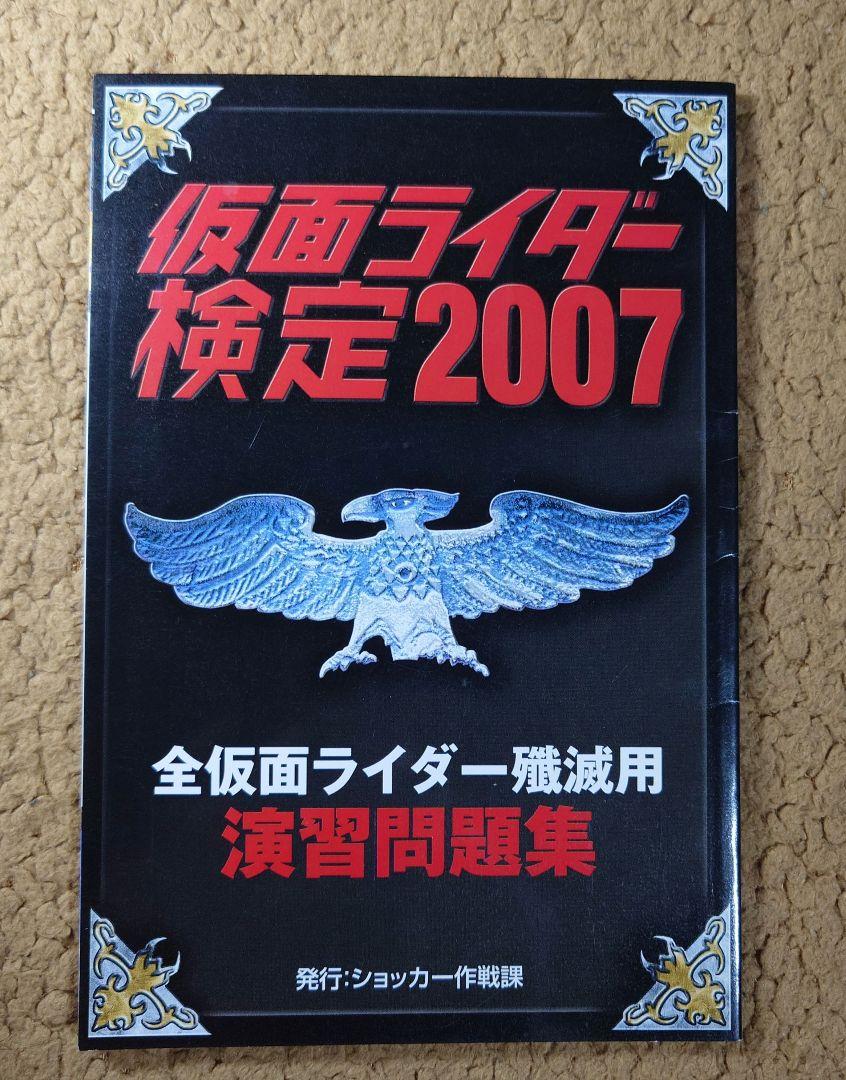 仮面ライダー
検定2007
全仮面ライダー殲滅用
演習問題集
発行:ショッカー作戦課